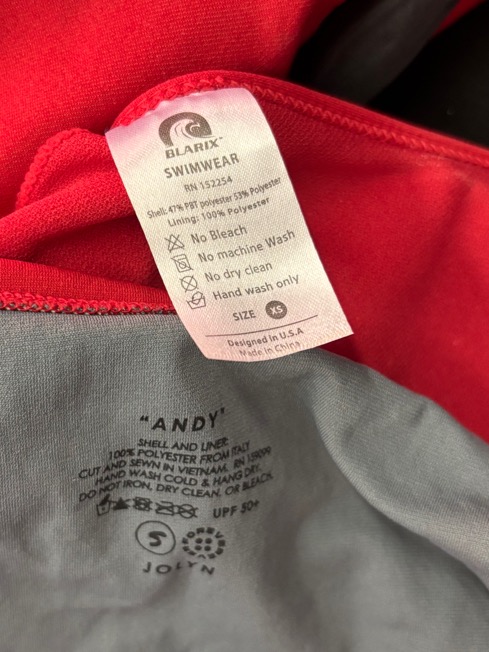 BLARIX™
SWIMWEAR
RN 152254
Shell: 47% PBT polyester 53% Polyester
Lining: 100% Polyester
No Bleach
No machine Wash
No dry clean
Hand wash only
SIZE XS
Designed in U.S.A
Made in China
"ANDY"
SHELL AND LINER
100% POLYESTER FROM ITALY
CUT AND SEWN IN VIETNAM. RN
HAND WASH COLD & HANG DRY.
DO NOT IRON, DRY CLEAN, OR BLEACH.
UPF 50+
S
JOLYN